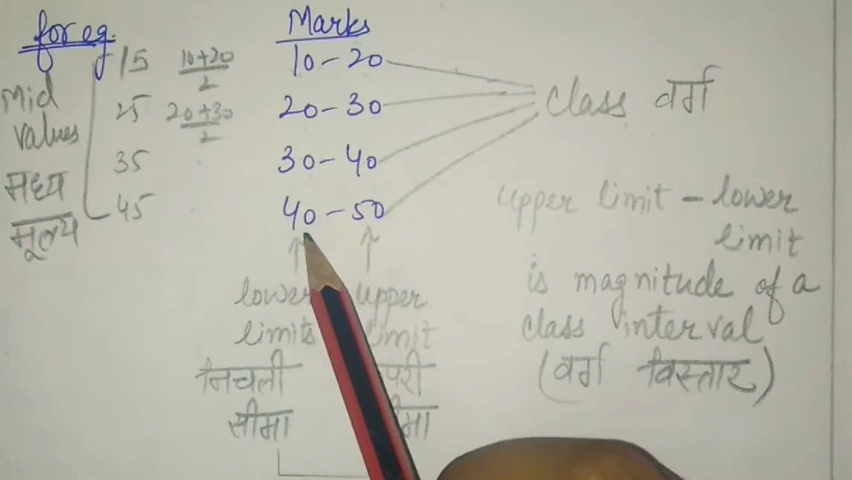 for eg.
Marks
Mid
values
मध्य
मूल्य
15 10+20
2
25 20+30
2
35
45
10-20
20-30
30-40
40-50
class वर्ग
lower
limits
निचली
सीमा
upper
limit
upper limit - lower
limit
is magnitude of a
class interval
(वर्ग विस्तार)